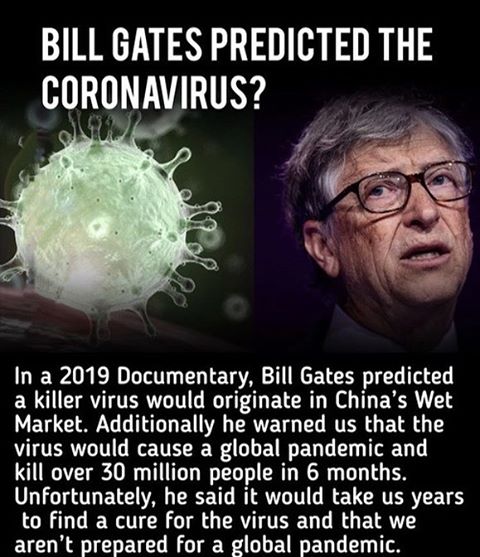 BILL GATES PREDICTED THE
CORONAVIRUS?
In a 2019 Documentary, Bill Gates predicted
a killer virus would originate in China's Wet
Market. Additionally he warned us that the
virus would cause a global pandemic and
kill over 30 million people in 6 months.
Unfortunately, he said it would take us years
to find a cure for the virus and that we
aren't prepared for a global pandemic.